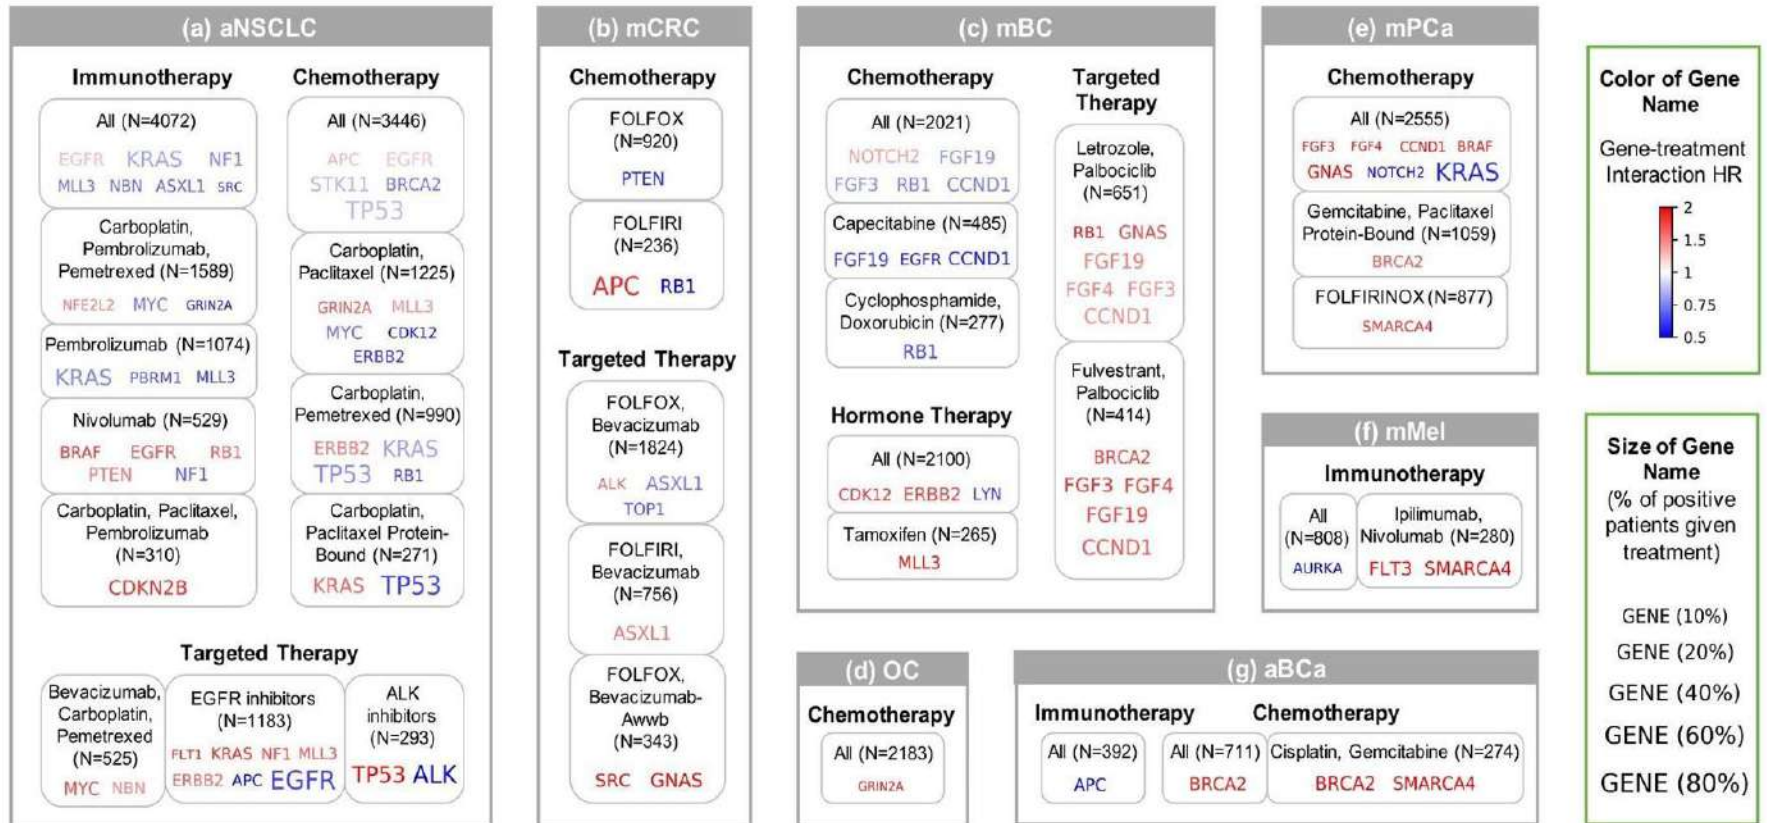 (a) aNSCLC
Immunotherapy
All (N=4072)
EGFR KRAS NF1
MLL3 NBN ASXL1 SRC
Carboplatin,
Pembrolizumab,
Pemetrexed (N=1589)
NFE2L2 MYC GRIN2A
Pembrolizumab (N=1074)
KRAS PBRM1 MLL3
Nivolumab (N=529)
BRAF EGFR RB1
PTEN NF1
Carboplatin, Paclitaxel,
Pembrolizumab
(N=310)
CDKN2B
Chemotherapy
All (N=3446)
APC EGFR
STK11 BRCA2
TP53
Carboplatin,
Paclitaxel (N=1225)
GRIN2A MLL3
MYC CDK12
ERBB2
Carboplatin,
Pemetrexed (N=990)
ERBB2 KRAS
TP53 RB1
Carboplatin,
Paclitaxel Protein-
Bound (N=271)
KRAS TP53
Targeted Therapy
Bevacizumab,
Carboplatin,
Pemetrexed
(N=525)
MYC NBN
EGFR inhibitors
(N=1183)
FLT1 KRAS NF1 MLL3
ERBB2 APC EGFR
ALK
inhibitors
(N=293)
TP53 ALK
(b) mCRC
Chemotherapy
FOLFOX
(N=920)
PTEN
FOLFIRI
(N=236)
APC RB1
Targeted Therapy
FOLFOX,
Bevacizumab
(N=1824)
ALK ASXL1
TOP1
FOLFIRI,
Bevacizumab
(N=756)
ASXL1
FOLFOX,
Bevacizumab-
Awwb
(N=343)
SRC GNAS
(c) mBC
Chemotherapy
All (N=2021)
NOTCH2 FGF19
FGF3 RB1 CCND1
Capecitabine (N=485)
FGF19 EGFR CCND1
Cyclophosphamide,
Doxorubicin (N=277)
RB1
Hormone Therapy
All (N=2100)
CDK12 ERBB2 LYN
Tamoxifen (N=265)
MLL3
Targeted
Therapy
Letrozole,
Palbociclib
(N=651)
RB1 GNAS
FGF19
FGF4 FGF3
CCND1
Fulvestrant,
Palbociclib
(N=414)
BRCA2
FGF3 FGF4
FGF19
CCND1
(d) OC
Chemotherapy
All (N=2183)
GRIN2A
(e) mPCa
Chemotherapy
All (N=2555)
FGF3 FGF4 CCND1 BRAF
GNAS NOTCH2 KRAS
Gemcitabine, Paclitaxel
Protein-Bound (N=1059)
BRCA2
FOLFIRINOX (N=877)
SMARCA4
(f) mMel
Immunotherapy
All
(N=808)
AURKA
Ipilimumab,
Nivolumab (N=280)
FLT3 SMARCA4
(g) aBCa
Immunotherapy
All (N=392)
APC
Chemotherapy
All (N=711)
BRCA2
Cisplatin, Gemcitabine (N=274)
BRCA2 SMARCA4
Color of Gene
Name
Gene-treatment
Interaction HR
2
1.5
1
0.75
0.5
Size of Gene
Name
(% of positive
patients given
treatment)
GENE (10%)
GENE (20%)
GENE (40%)
GENE (60%)
GENE (80%)